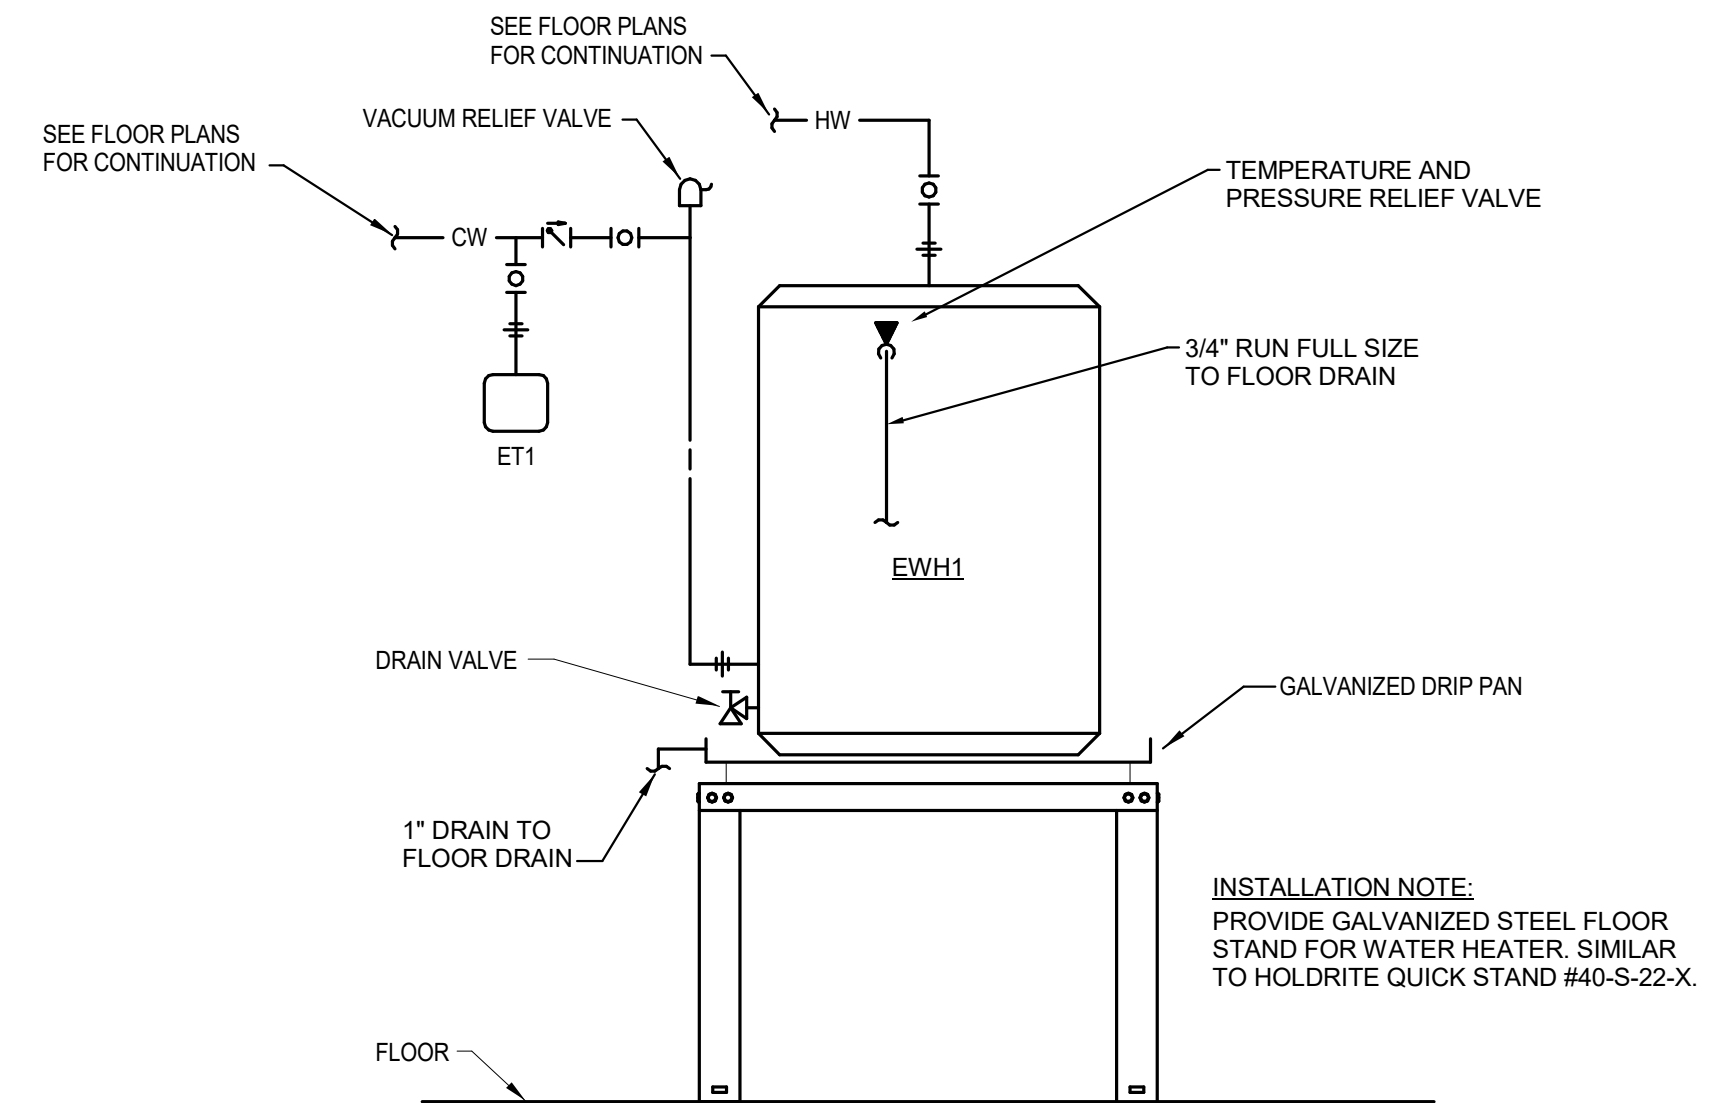 SEE FLOOR PLANS
FOR CONTINUATION
VACUUM RELIEF VALVE
HW
SEE FLOOR PLANS
FOR CONTINUATION
TEMPERATURE AND
PRESSURE RELIEF VALVE
CW
3/4" RUN FULL SIZE
TO FLOOR DRAIN
ET1
EWH1
DRAIN VALVE
GALVANIZED DRIP PAN
1" DRAIN TO
FLOOR DRAIN
INSTALLATION NOTE:
PROVIDE GALVANIZED STEEL FLOOR
STAND FOR WATER HEATER. SIMILAR
TO HOLDRITE QUICK STAND #40-S-22-X.
FLOOR